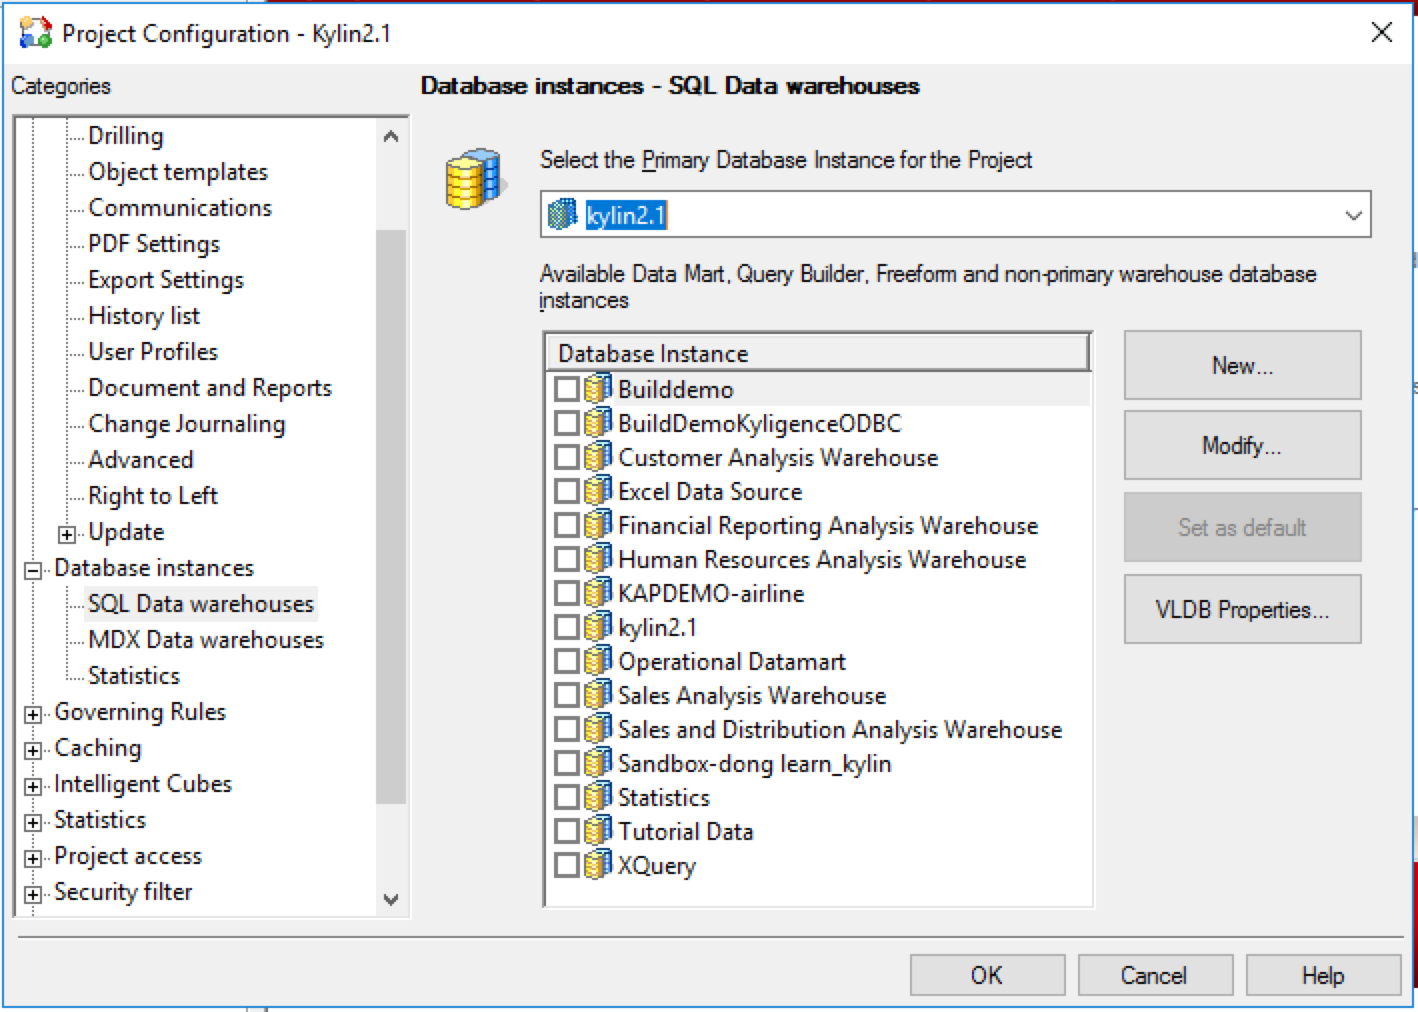 Project Configuration - Kylin2.1
Categories
Drilling
Object templates
Communications
PDF Settings
Export Settings
History list
User Profiles
Document and Reports
Change Journaling
Advanced
Right to Left
Update
Database instances
SQL Data warehouses
MDX Data warehouses
Statistics
Governing Rules
Caching
Intelligent Cubes
Statistics
Project access
Security filter
Database instances - SQL Data warehouses
Select the Primary Database Instance for the Project
kylin2.1
Available Data Mart, Query Builder, Freeform and non-primary warehouse database
instances
Database Instance
Builddemo
BuildDemoKyligenceODBC
Customer Analysis Warehouse
Excel Data Source
Financial Reporting Analysis Warehouse
Human Resources Analysis Warehouse
KAPDEMO-airline
kylin2.1
Operational Datamart
Sales Analysis Warehouse
Sales and Distribution Analysis Warehouse
Sandbox-dong learn_kylin
Statistics
Tutorial Data
XQuery
New...
Modify...
Set as default
VLDB Properties...
OK
Cancel
Help